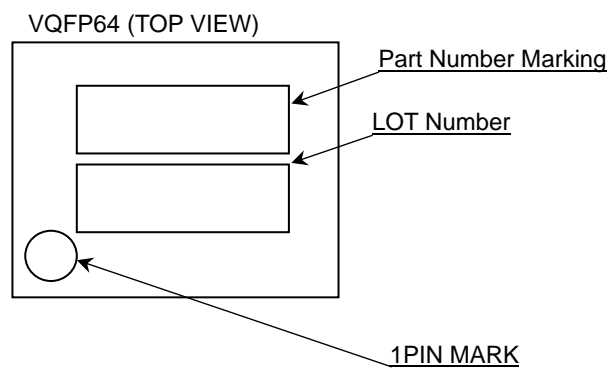 VQFP64 (TOP VIEW)
Part Number Marking
LOT Number
1PIN MARK